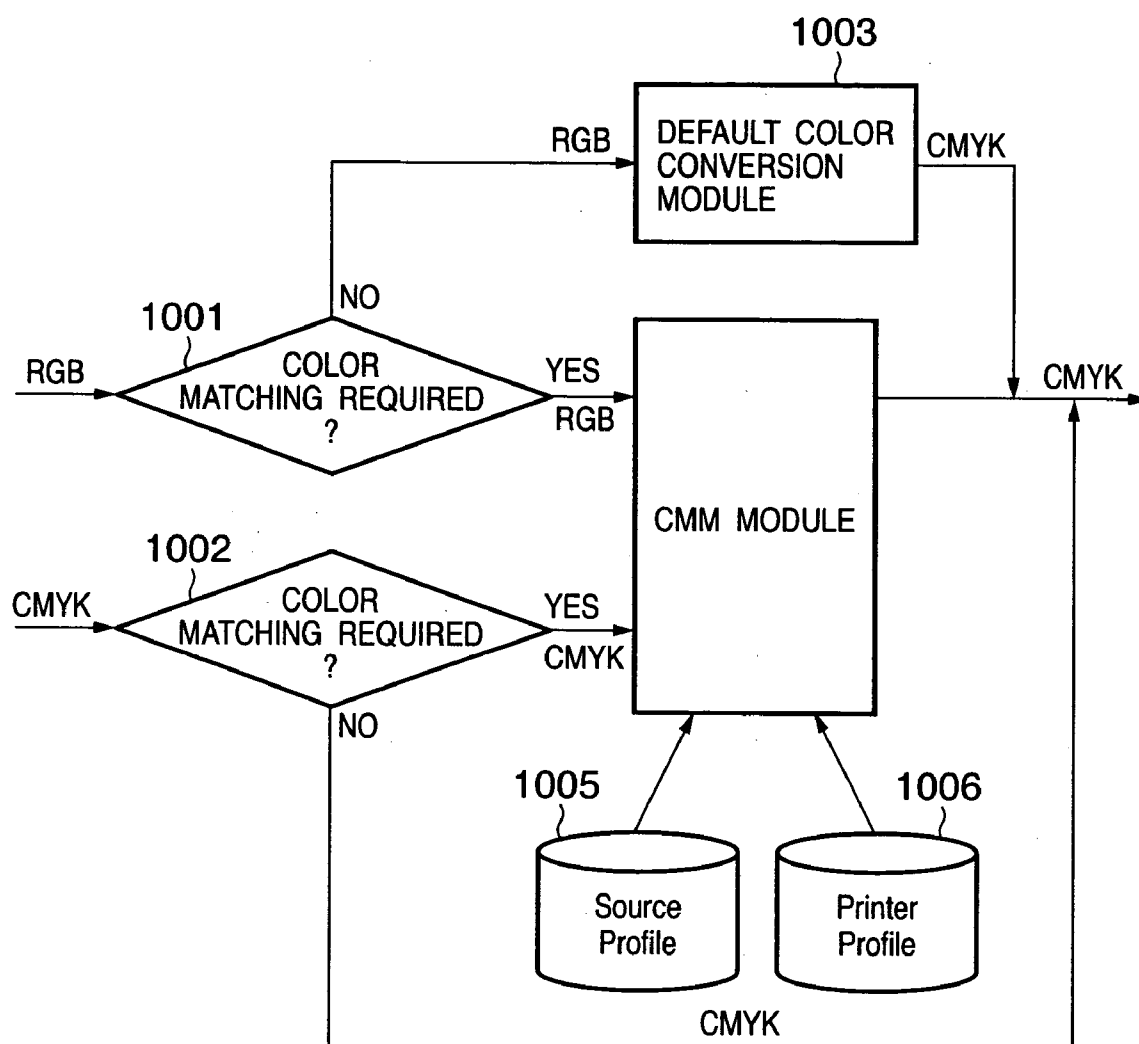 1003
RGB
DEFAULT COLOR
CONVERSION
MODULE
CMYK
NO
1001
RGB
COLOR
MATCHING REQUIRED
?
YES
RGB
CMYK
CMM MODULE
1002
CMYK
COLOR
MATCHING REQUIRED
?
YES
CMYK
NO
1005
1006
Source
Profile
Printer
Profile
CMYK